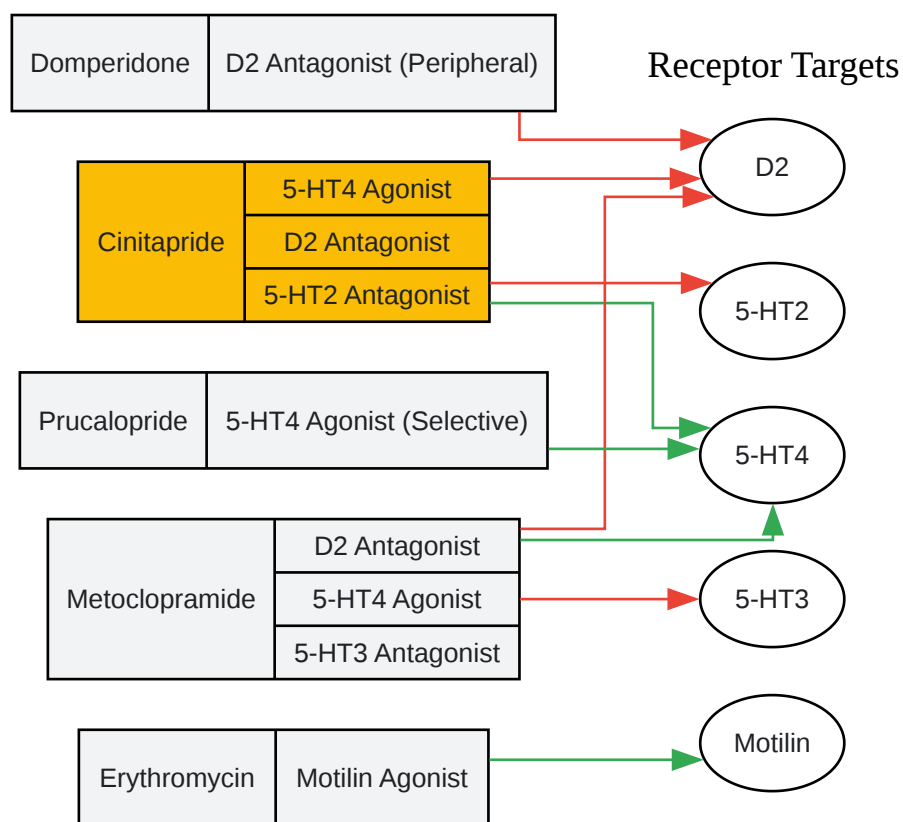 Domperidone
D2 Antagonist (Peripheral)
Receptor Targets
D2
Cinitapride
5-HT4 Agonist
D2 Antagonist
5-HT2 Antagonist
5-HT2
Prucalopride
5-HT4 Agonist (Selective)
5-HT4
Metoclopramide
D2 Antagonist
5-HT4 Agonist
5-HT3 Antagonist
5-HT3
Erythromycin
Motilin Agonist
Motilin